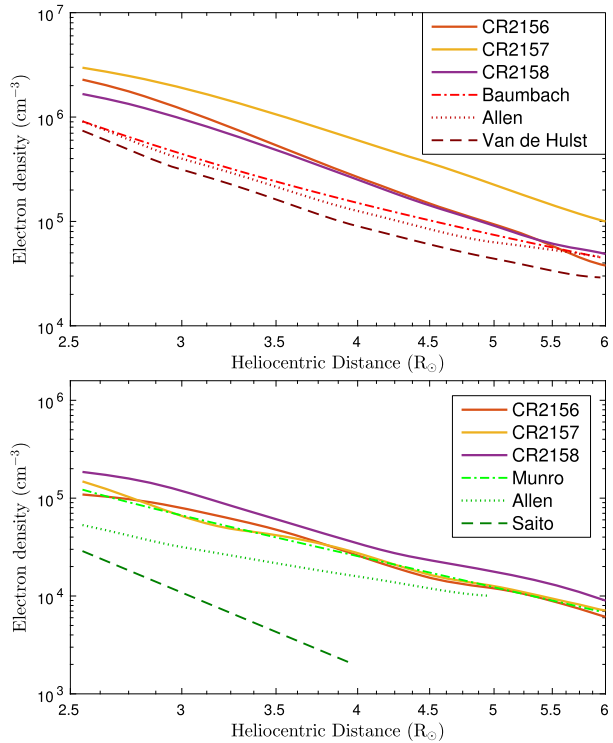 10^7
CR2156
CR2157
CR2158
Baumbach
Allen
Van de Hulst
10^6
10^5
10^4
Electron density (cm^{-3})
2.5 3 3.5 4 4.5 5 5.5 6
Heliocentric Distance (R_⊙)
10^6
CR2156
CR2157
CR2158
Munro
Allen
Saito
10^5
10^4
10^3
Electron density (cm^{-3})
2.5 3 3.5 4 4.5 5 5.5 6
Heliocentric Distance (R_⊙)